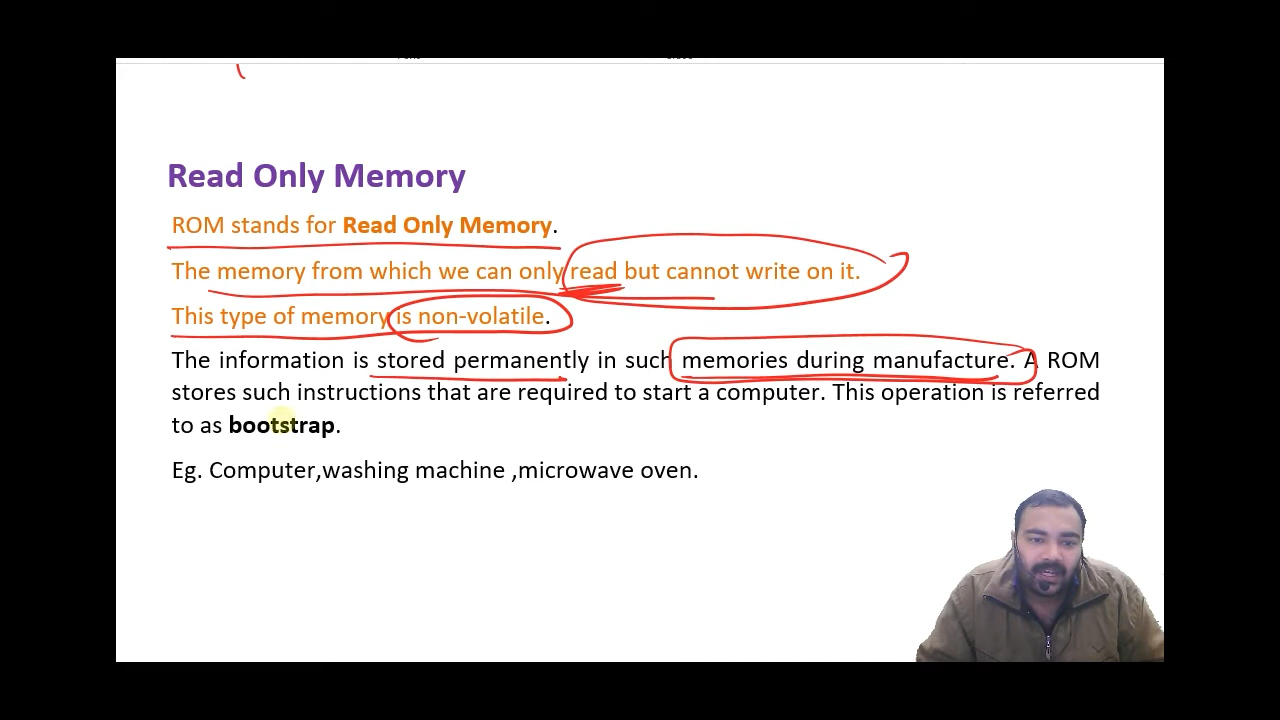 Read Only Memory
ROM stands for Read Only Memory.
The memory from which we can only read but cannot write on it.
This type of memory is non-volatile.
The information is stored permanently in such memories during manufacture. A ROM
stores such instructions that are required to start a computer. This operation is referred
to as bootstrap.
Eg. Computer,washing machine ,microwave oven.